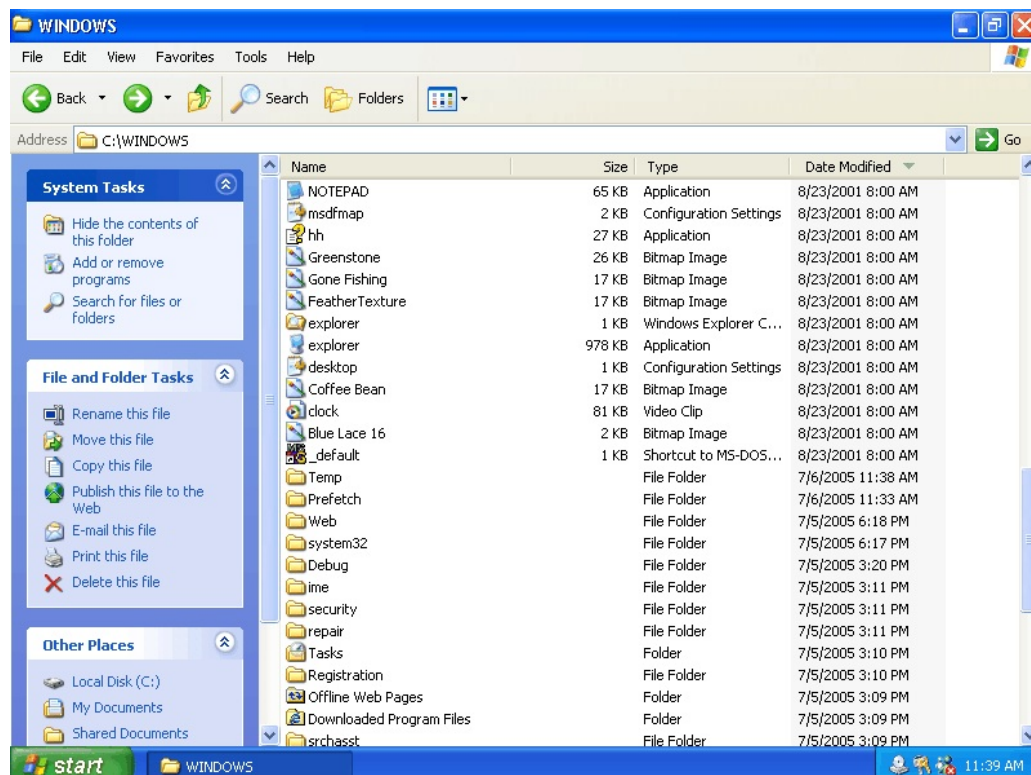 WINDOWS
File Edit View Favorites Tools Help
Back Search Folders
Address C:\WINDOWS Go
System Tasks
Hide the contents of
this folder
Add or remove
programs
Search for files or
folders
File and Folder Tasks
Rename this file
Move this file
Copy this file
Publish this file to the
Web
E-mail this file
Print this file
Delete this file
Other Places
Local Disk (C:)
My Documents
Shared Documents
Name Size Type Date Modified
NOTEPAD 65 KB Application 8/23/2001 8:00 AM
msdfmap 2 KB Configuration Settings 8/23/2001 8:00 AM
hh 27 KB Application 8/23/2001 8:00 AM
Greenstone 26 KB Bitmap Image 8/23/2001 8:00 AM
Gone Fishing 17 KB Bitmap Image 8/23/2001 8:00 AM
FeatherTexture 17 KB Bitmap Image 8/23/2001 8:00 AM
explorer 1 KB Windows Explorer C... 8/23/2001 8:00 AM
explorer 978 KB Application 8/23/2001 8:00 AM
desktop 1 KB Configuration Settings 8/23/2001 8:00 AM
Coffee Bean 17 KB Bitmap Image 8/23/2001 8:00 AM
clock 81 KB Video Clip 8/23/2001 8:00 AM
Blue Lace 16 2 KB Bitmap Image 8/23/2001 8:00 AM
_default 1 KB Shortcut to MS-DOS... 8/23/2001 8:00 AM
Temp File Folder 7/6/2005 11:38 AM
Prefetch File Folder 7/6/2005 11:33 AM
Web File Folder 7/5/2005 6:18 PM
system32 File Folder 7/5/2005 6:17 PM
Debug File Folder 7/5/2005 3:20 PM
ime File Folder 7/5/2005 3:11 PM
security File Folder 7/5/2005 3:11 PM
repair File Folder 7/5/2005 3:11 PM
Tasks Folder 7/5/2005 3:10 PM
Registration File Folder 7/5/2005 3:10 PM
Offline Web Pages Folder 7/5/2005 3:09 PM
Downloaded Program Files Folder 7/5/2005 3:09 PM
srchasst File Folder 7/5/2005 3:09 PM
start WINDOWS 11:39 AM